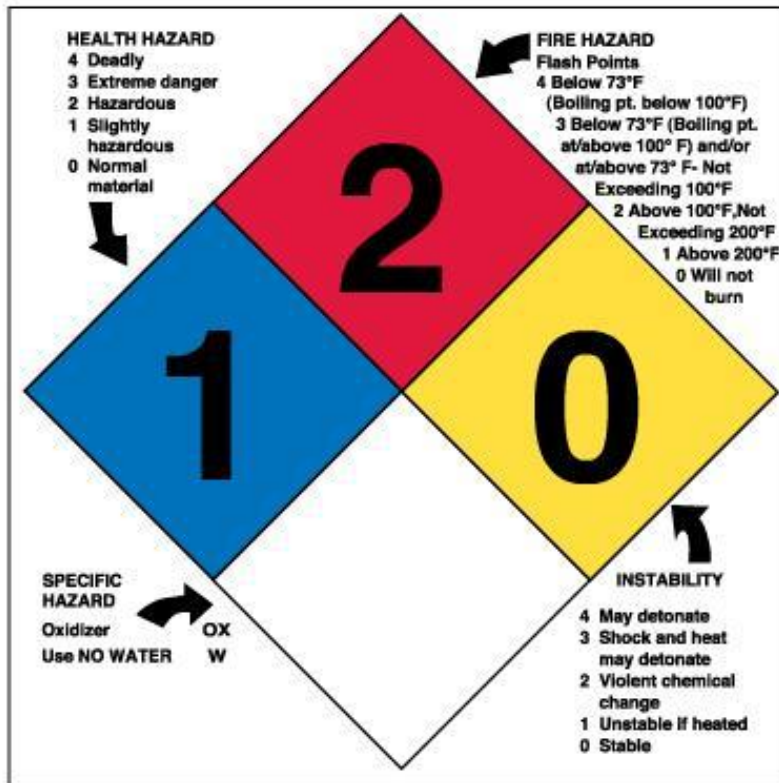 HEALTH HAZARD
4 Deadly
3 Extreme danger
2 Hazardous
1 Slightly
hazardous
0 Normal
material
FIRE HAZARD
Flash Points
4 Below 73°F
(Boiling pt. below 100°F)
3 Below 73°F (Boiling pt.
at/above 100° F) and/or
at/above 73° F- Not
Exceeding 100°F
2 Above 100°F,Not
Exceeding 200°F
1 Above 200°F
0 Will not
burn
2
1
0
SPECIFIC
HAZARD
Oxidizer OX
Use NO WATER W
INSTABILITY
4 May detonate
3 Shock and heat
may detonate
2 Violent chemical
change
1 Unstable if heated
0 Stable